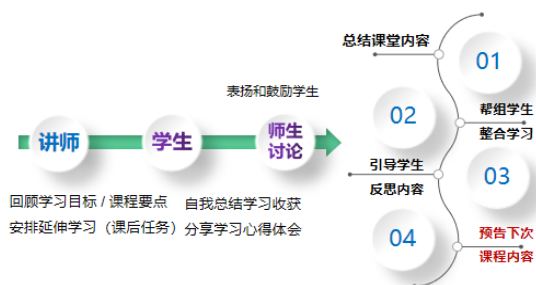 总结课堂内容
01
表扬和鼓励学生
02
帮组学生
整合学习
讲师
学生
师生
讨论
引导学生
反思内容
03
回顾学习目标 / 课程要点
自我总结学习收获
安排延伸学习（课后任务）
分享学习心得体会
04
预告下次
课程内容